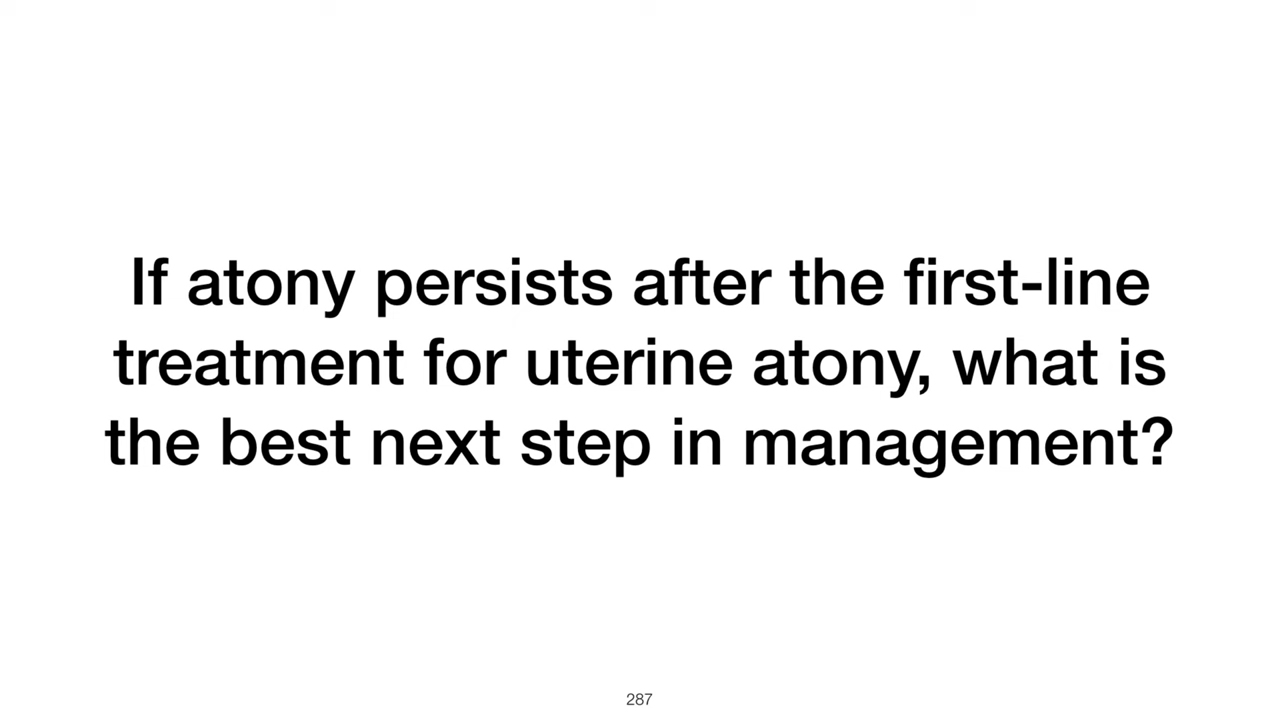 If atony persists after the first-line
treatment for uterine atony, what is
the best next step in management?
287